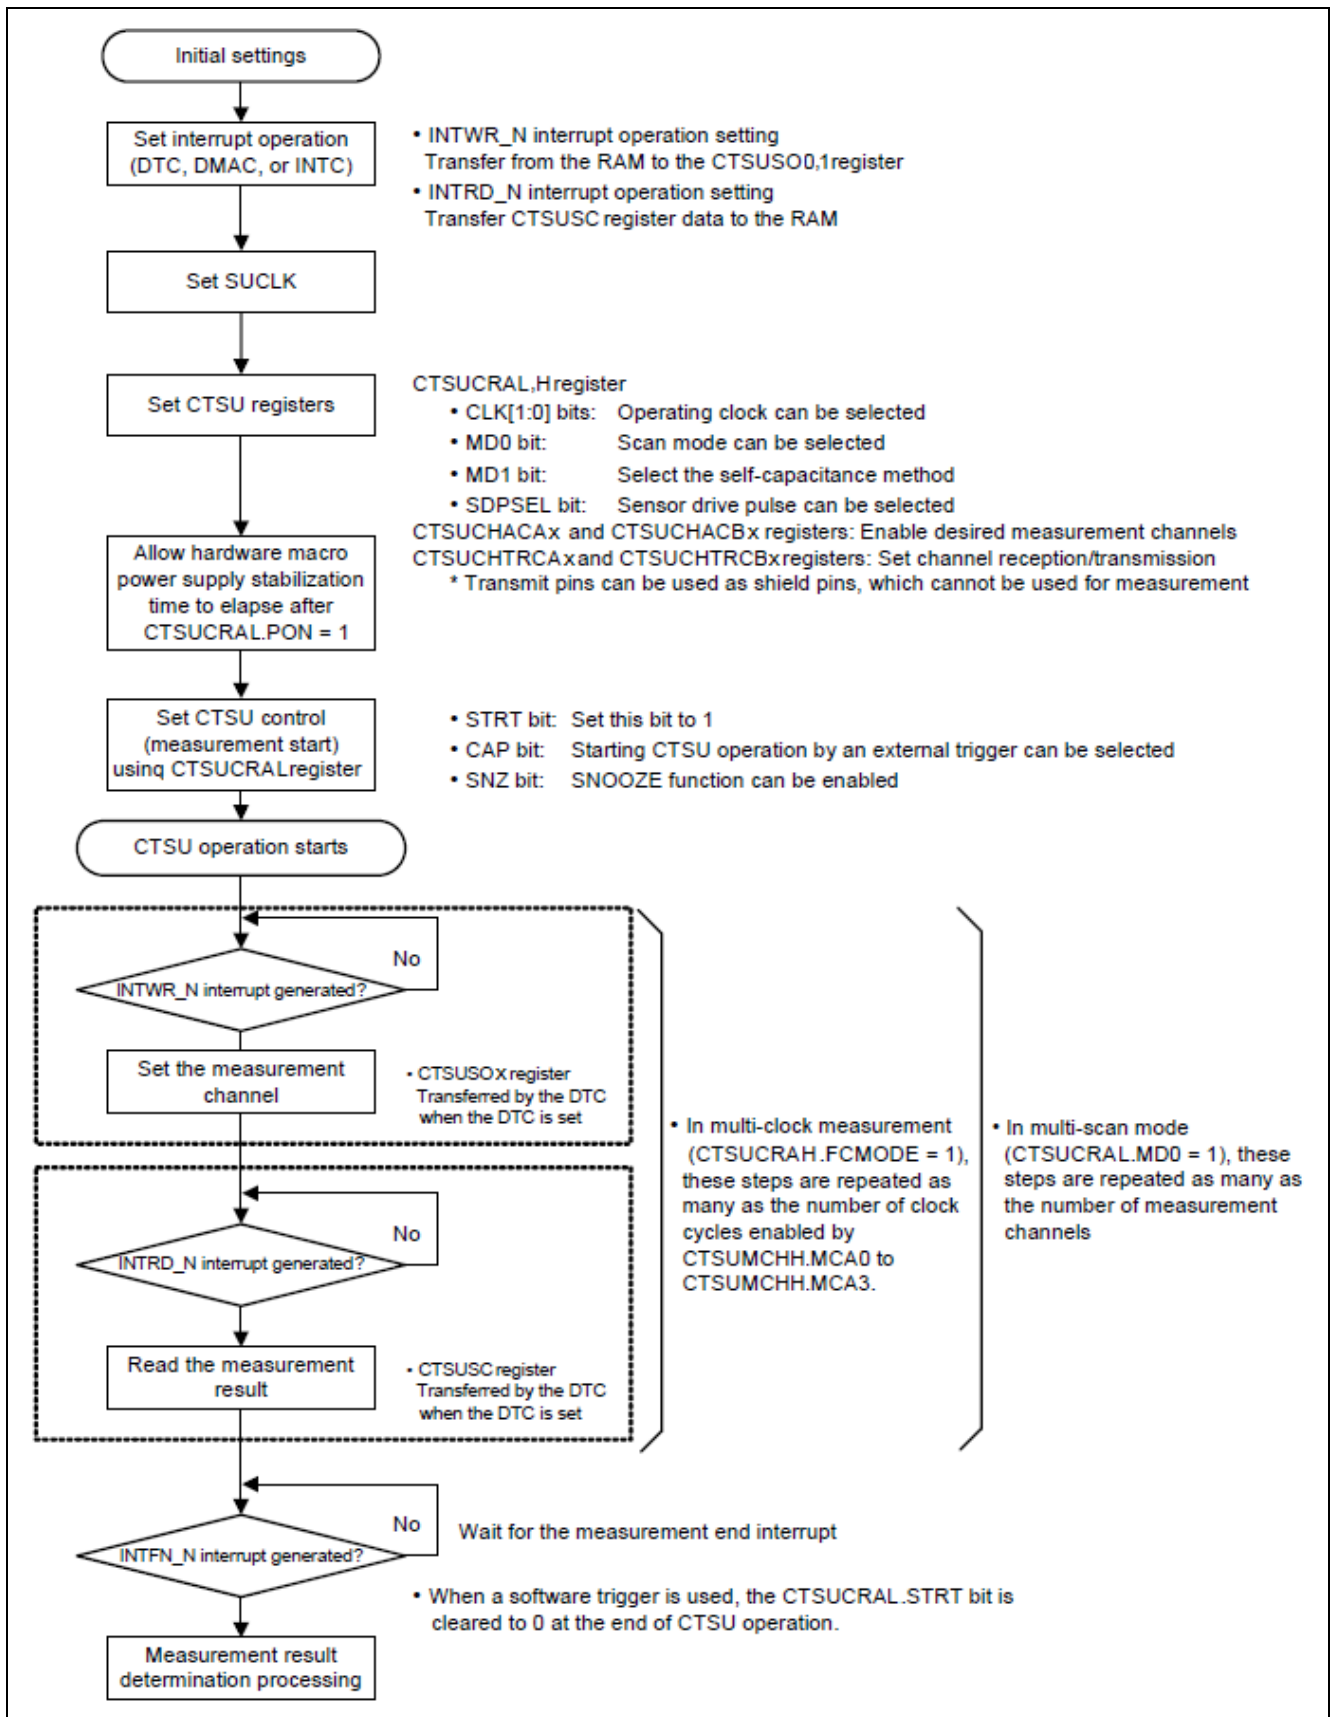 Initial settings
Set interrupt operation
(DTC, DMAC, or INTC)
• INTWR_N interrupt operation setting
Transfer from the RAM to the CTSUSO0,1register
• INTRD_N interrupt operation setting
Transfer CTSUSC register data to the RAM
Set SUCLK
Set CTSU registers
CTSUCRAL,H register
• CLK[1:0] bits: Operating clock can be selected
• MD0 bit: Scan mode can be selected
• MD1 bit: Select the self-capacitance method
• SDPSEL bit: Sensor drive pulse can be selected
CTSUCHACAx and CTSUCHACBx registers: Enable desired measurement channels
CTSUCHTRCAxand CTSUCHTRCBxregisters: Set channel reception/transmission
* Transmit pins can be used as shield pins, which cannot be used for measurement
Allow hardware macro
power supply stabilization
time to elapse after
CTSUCRAL.PON = 1
Set CTSU control
(measurement start)
using CTSUCRALregister
• STRT bit: Set this bit to 1
• CAP bit: Starting CTSU operation by an external trigger can be selected
• SNZ bit: SNOOZE function can be enabled
CTSU operation starts
No
INTWR_N interrupt generated?
Set the measurement
channel
• CTSUSOx register
Transferred by the DTC
when the DTC is set
No
INTRD_N interrupt generated?
Read the measurement
result
• CTSUSC register
Transferred by the DTC
when the DTC is set
• In multi-clock measurement
(CTSUCRAH.FCMODE = 1),
these steps are repeated as
many as the number of clock
cycles enabled by
CTSUMCHH.MCA0 to
CTSUMCHH.MCA3.
• In multi-scan mode
(CTSUCRAL.MD0 = 1), these
steps are repeated as many as
the number of measurement
channels
No
INTFN_N interrupt generated?
Wait for the measurement end interrupt
• When a software trigger is used, the CTSUCRAL.STRT bit is
cleared to 0 at the end of CTSU operation.
Measurement result
determination processing